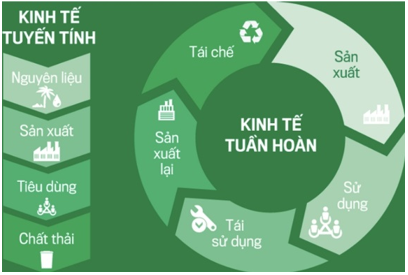 KINH TẾ
TUYẾN TÍNH
Nguyên liệu
Sản xuất
Tiêu dùng
Chất thải
KINH TẾ
TUẦN HOÀN
Tái chế
Sản
xuất
Sử
dụng
Tái
sử dụng
Sản
xuất
lại